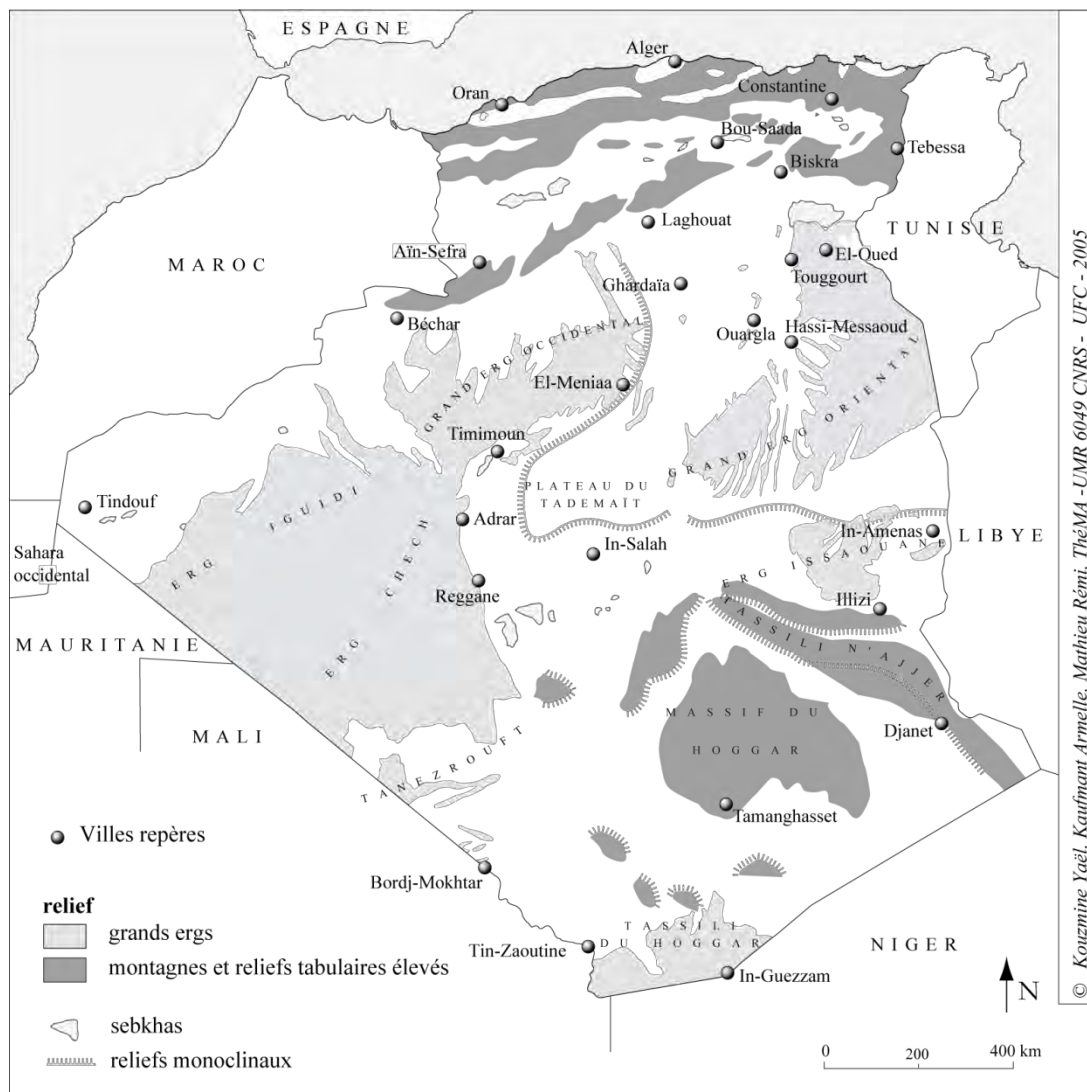 ESPAGNE
Alger
Oran
Constantine
Bou-Saada
Tebessa
Biskra
Laghouat
TUNISIE
MAROC
Aïn-Sefra
El-Oued
Touggourt
Ghardaïa
Béchar
Ouargla
Hassi-Messaoud
GRAND ERG OCCIDENTAL
El-Meniaa
GRAND ERG ORIENTAL
Timimoun
PLATEAU DU
TADEMAÏT
Tindouf
ERG IGUIDI
Adrar
In-Amenas
LIBYE
Sahara
occidental
In-Salah
ERG ISSAOUANE
ERG CHECH
Reggane
Illizi
MAURITANIE
TASSILI N'AJJER
MASSIF DU
HOGGAR
Djanet
MALI
TANEZROUFT
Tamanghasset
Villes repères
Bordj-Mokhtar
relief
grands ergs
montagnes et reliefs tabulaires élevés
TASSILI
DU HOGGAR
Tin-Zaoutine
NIGER
In-Guezzam
sebkhas
reliefs monoclinaux
N
0 200 400 km
© Kouzmine Yaël, Kaufmant Armelle, Mathieu Rémi, ThéMA - UMR 6049 CNRS - UFC - 2005